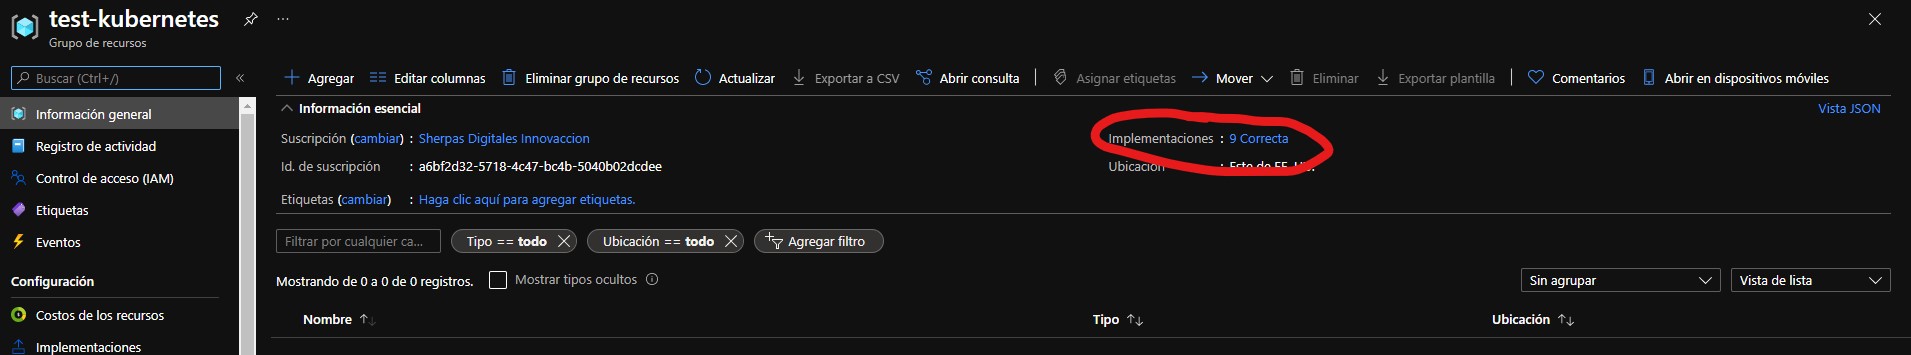 test-kubernetes
Grupo de recursos
Buscar (Ctrl+/)
Agregar Editar columnas Eliminar grupo de recursos Actualizar Exportar a CSV Abrir consulta Asignar etiquetas Mover Eliminar Exportar plantilla Comentarios Abrir en dispositivos móviles
Información general
Registro de actividad
Control de acceso (IAM)
Etiquetas
Eventos
Configuración
Costos de los recursos
Implementaciones
Información esencial
Vista JSON
Suscripción (cambiar) : Sherpas Digitales Innovaccion
Implementaciones : 9 Correcta
Id. de suscripción : a6bf2d32-5718-4c47-bc4b-5040b02dcdee
Ubicación : Este de EE. UU.
Etiquetas (cambiar) : Haga clic aquí para agregar etiquetas.
Filtrar por cualquier ca... Tipo == todo Ubicación == todo Agregar filtro
Mostrando de 0 a 0 de 0 registros. Mostrar tipos ocultos Sin agrupar Vista de lista
Nombre Tipo Ubicación